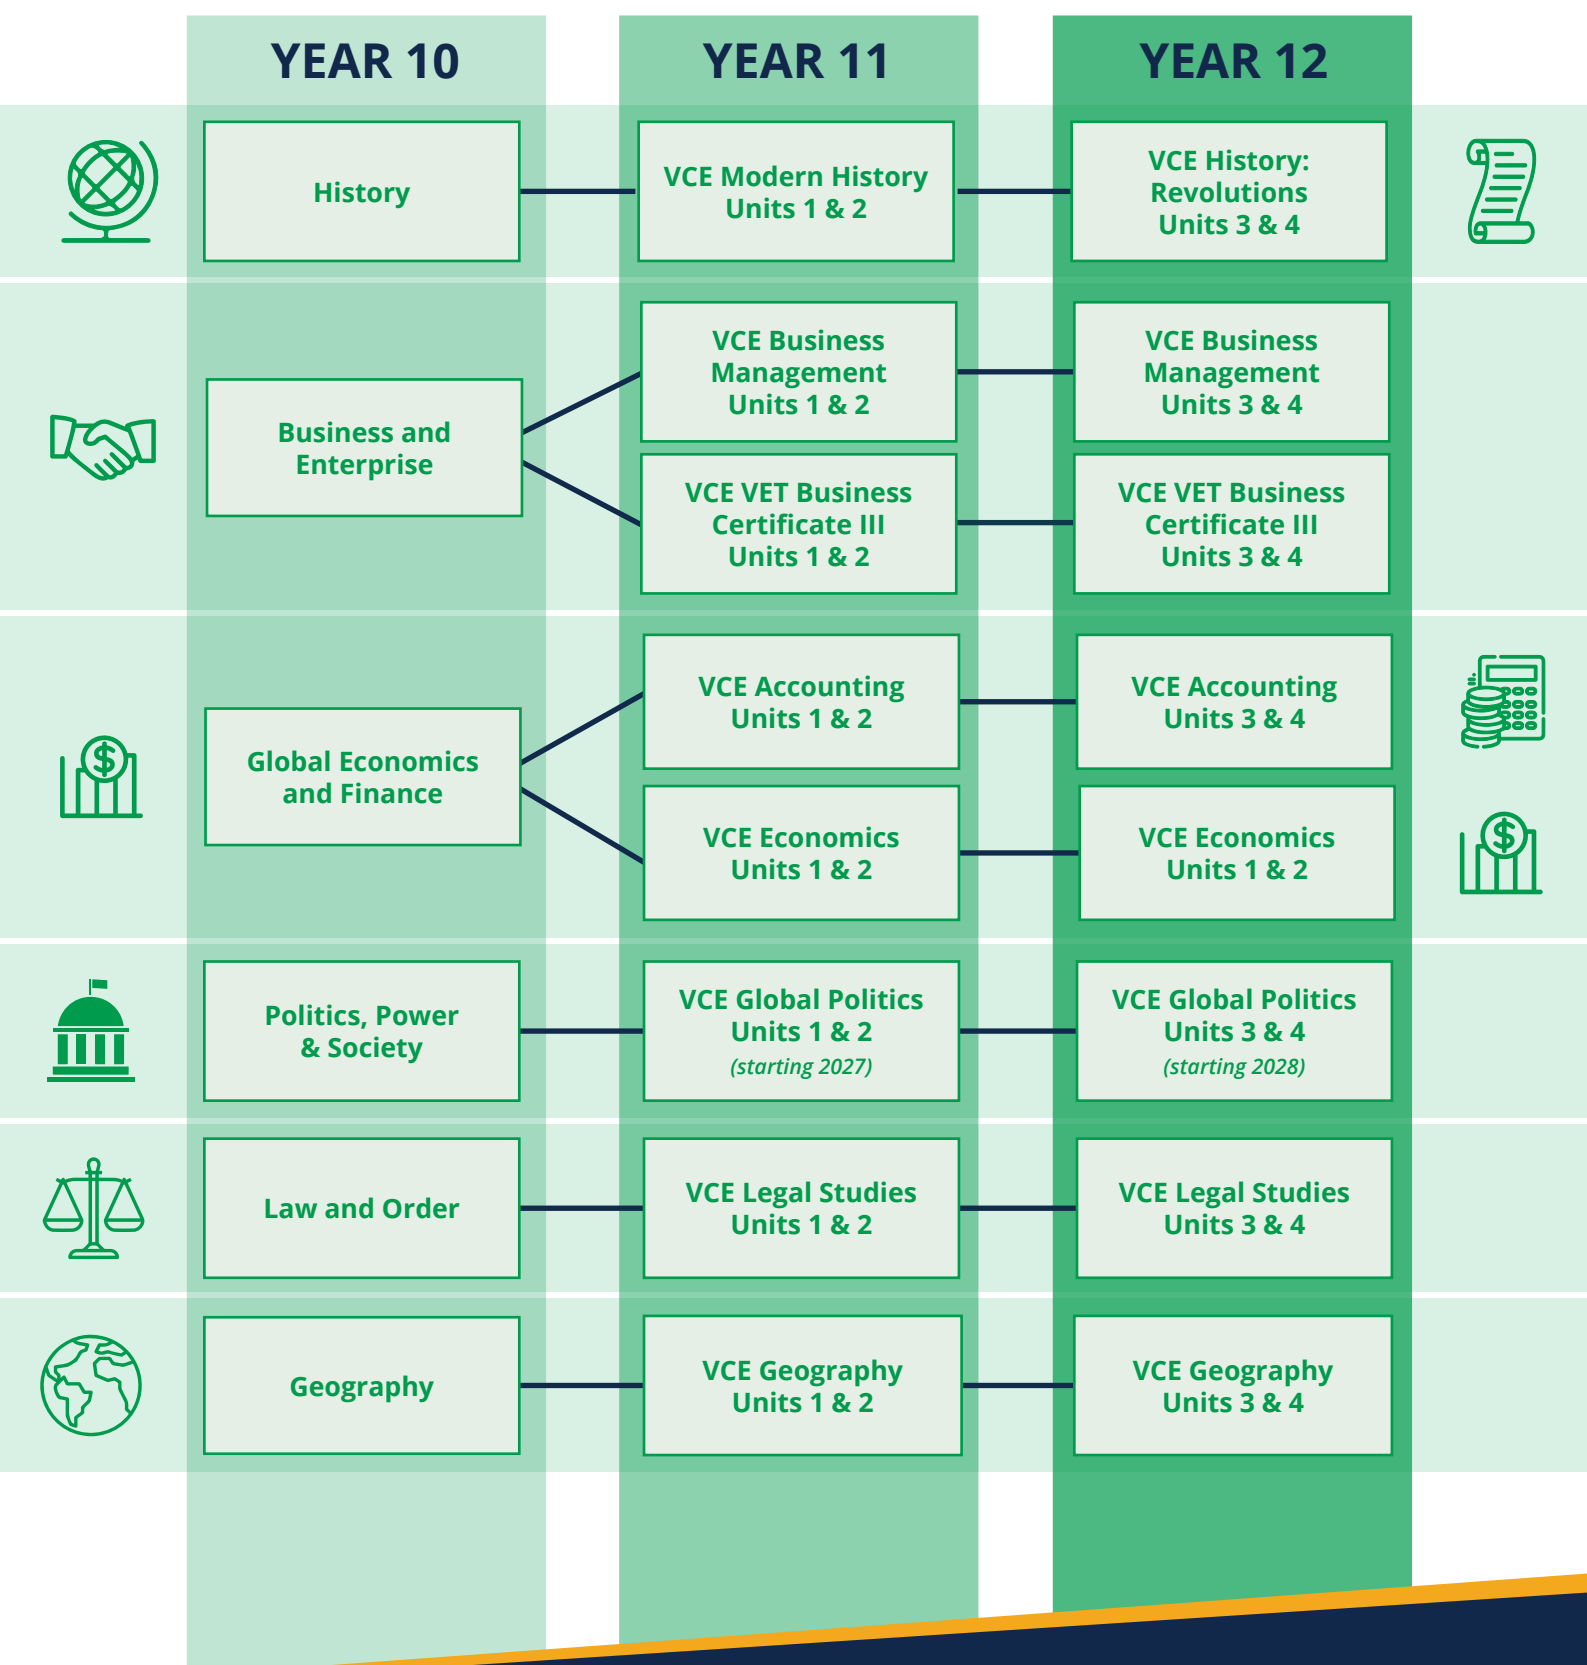 YEAR 10
YEAR 11
YEAR 12
History
VCE Modern History
Units 1 & 2
VCE History:
Revolutions
Units 3 & 4
Business and
Enterprise
VCE Business
Management
Units 1 & 2
VCE Business
Management
Units 3 & 4
VCE VET Business
Certificate III
Units 1 & 2
VCE VET Business
Certificate III
Units 3 & 4
Global Economics
and Finance
VCE Accounting
Units 1 & 2
VCE Accounting
Units 3 & 4
VCE Economics
Units 1 & 2
VCE Economics
Units 1 & 2
Politics, Power
& Society
VCE Global Politics
Units 1 & 2
(starting 2027)
VCE Global Politics
Units 3 & 4
(starting 2028)
Law and Order
VCE Legal Studies
Units 1 & 2
VCE Legal Studies
Units 3 & 4
Geography
VCE Geography
Units 1 & 2
VCE Geography
Units 3 & 4